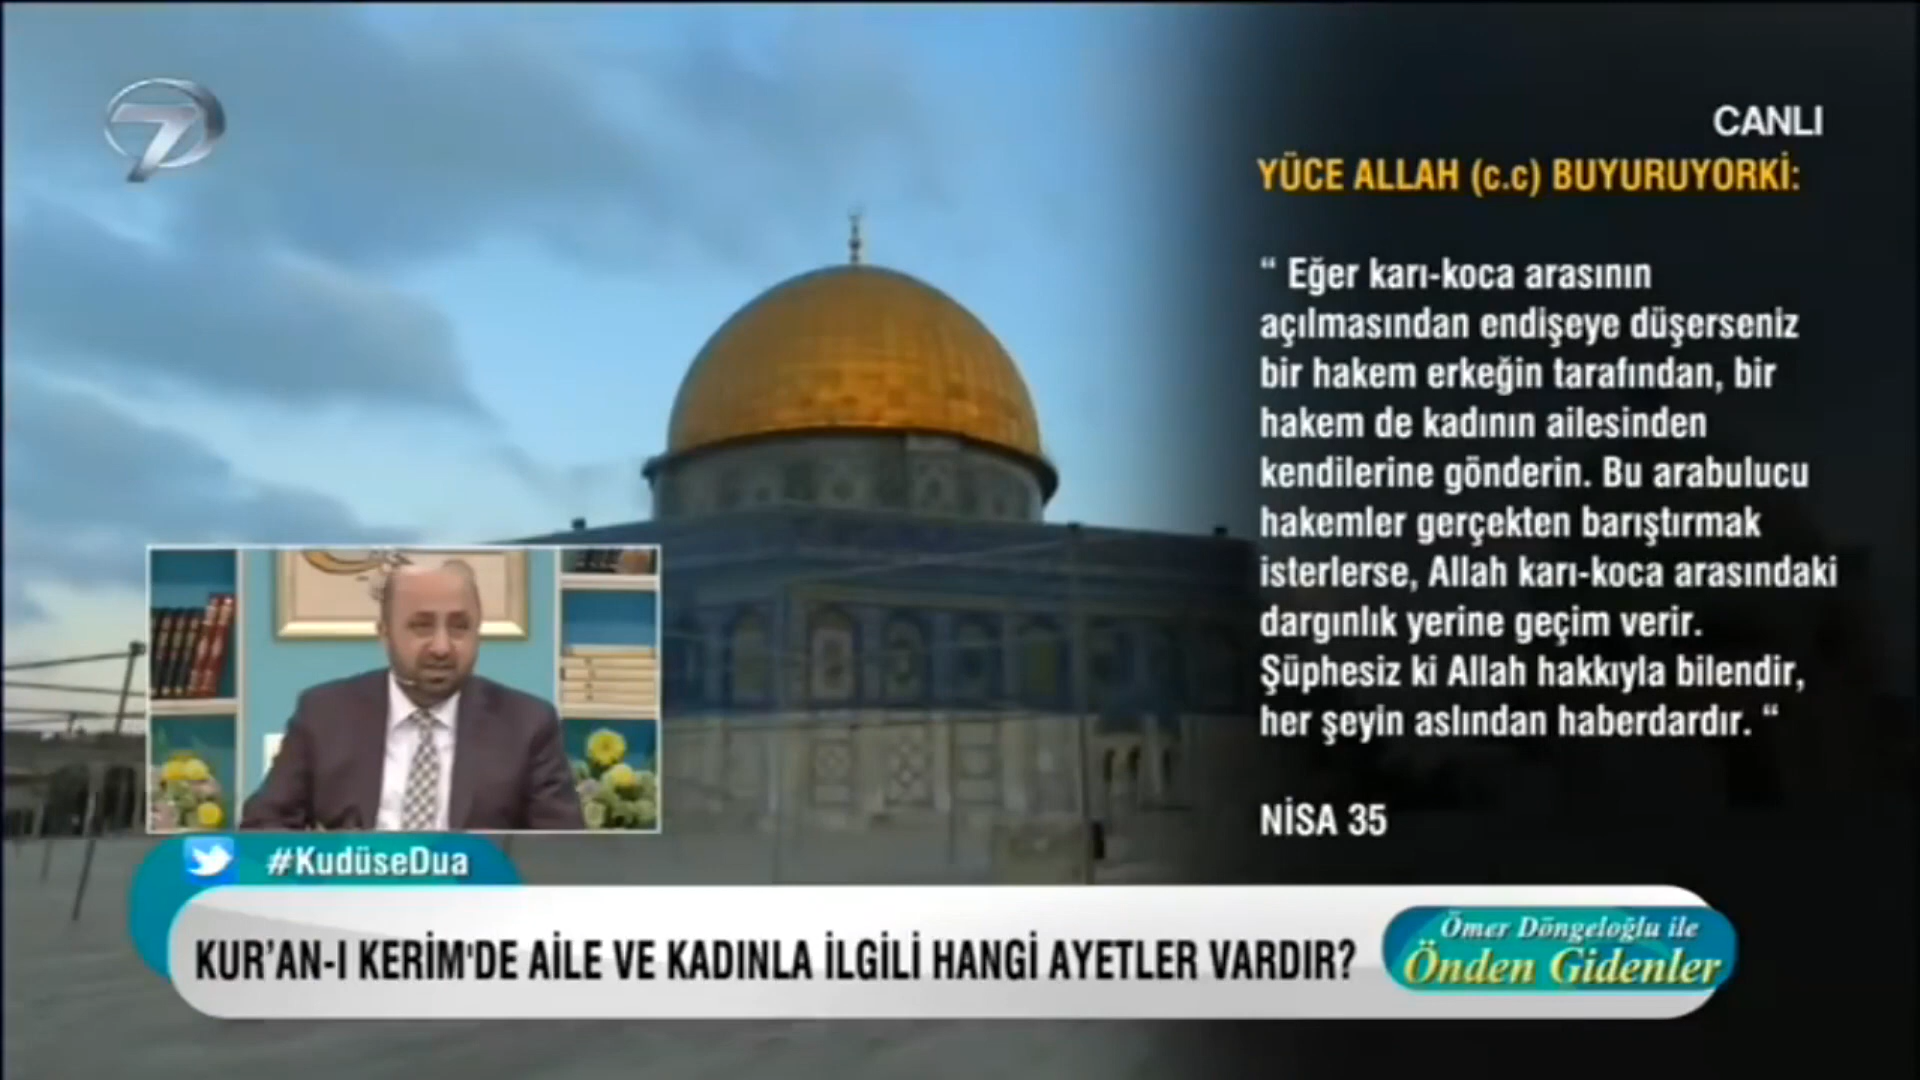 7
CANLI
YÜCE ALLAH (c.c) BUYURUYORKİ:
“ Eğer karı-koca arasının
açılmasından endişeye düşerseniz
bir hakem erkeğin tarafından, bir
hakem de kadının ailesinden
kendilerine gönderin. Bu arabulucu
hakemler gerçekten barıştırmak
isterlerse, Allah karı-koca arasındaki
dargınlık yerine geçim verir.
Şüphesiz ki Allah hakkıyla bilendir,
her şeyin aslından haberdardır. “
NİSA 35
#KudüseDua
KUR’AN-I KERİM'DE AİLE VE KADINLA İLGİLİ HANGİ AYETLER VARDIR?
Ömer Döngeloğlu ile
Önden Gidenler